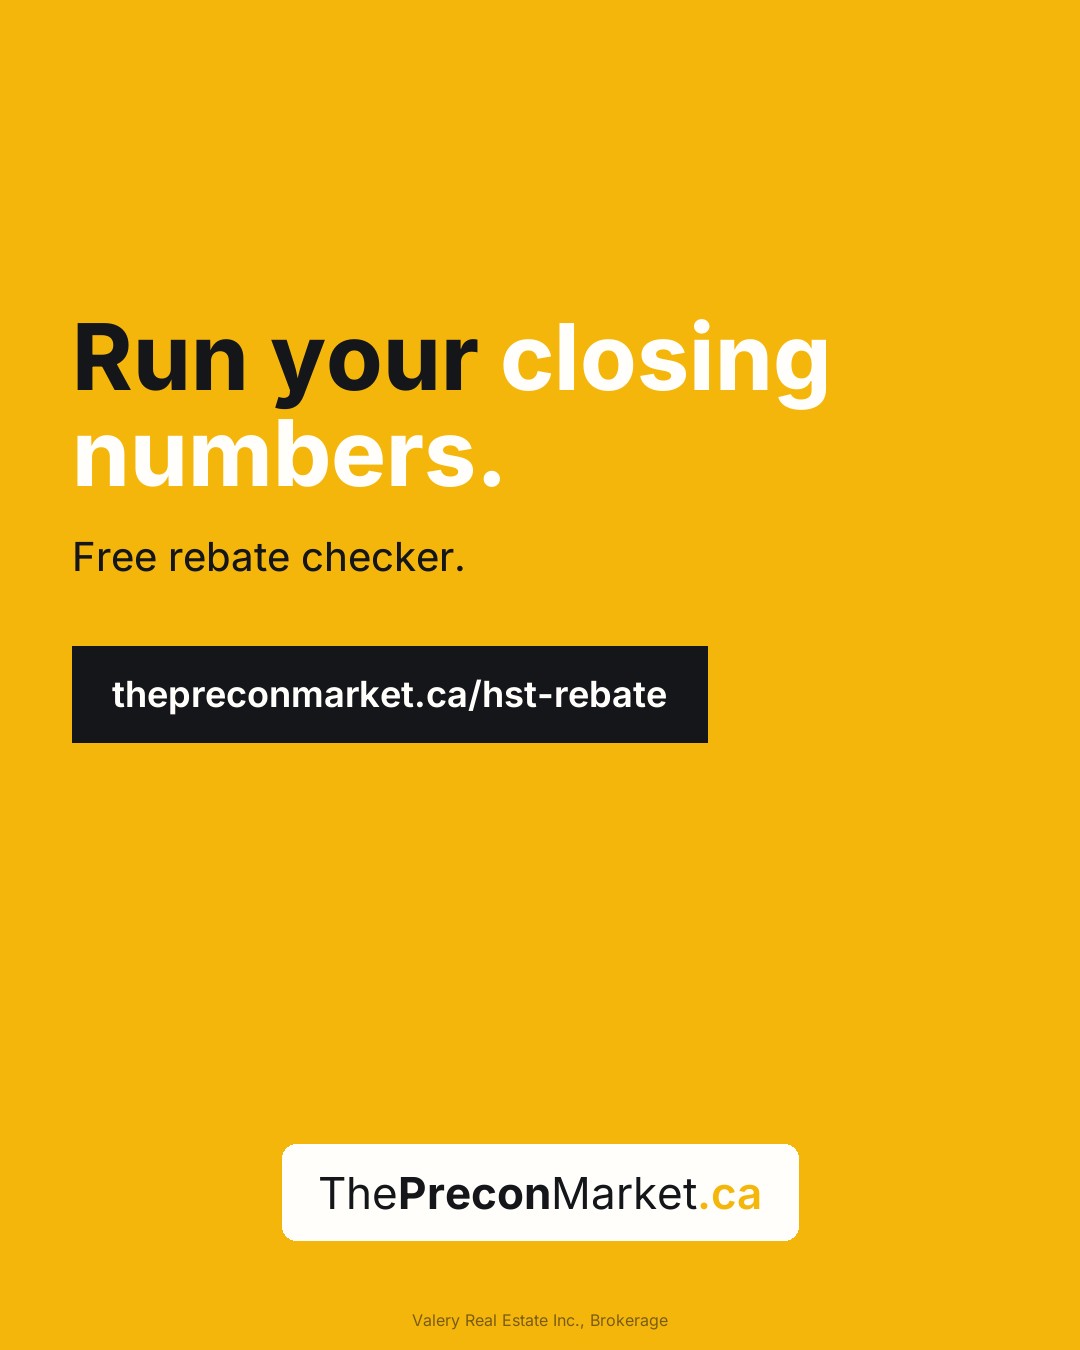 Run your closing
numbers.
Free rebate checker.
thepreconmarket.ca/hst-rebate
ThePreconMarket.ca
Valery Real Estate Inc., Brokerage